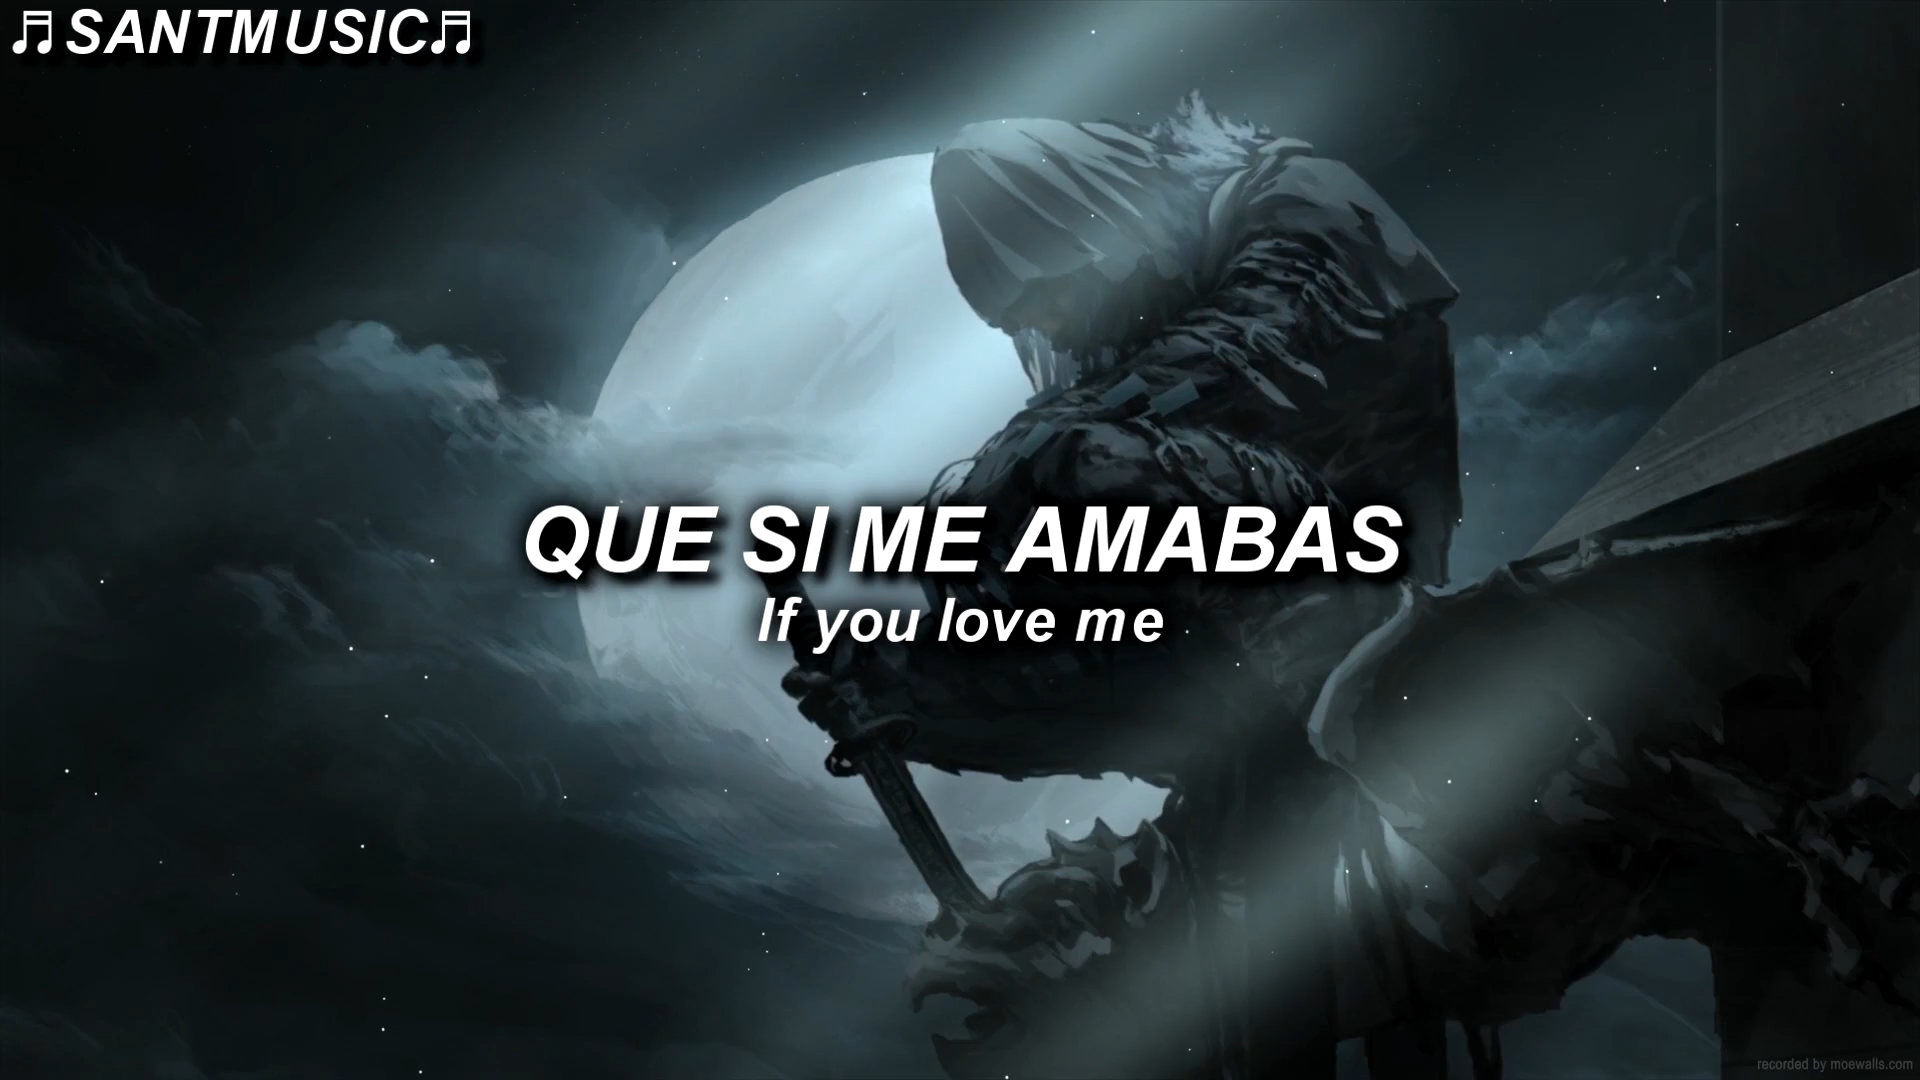 ♫SANTMUSIC♫
QUE SI ME AMABAS
If you love me
recorded by moewalls.com